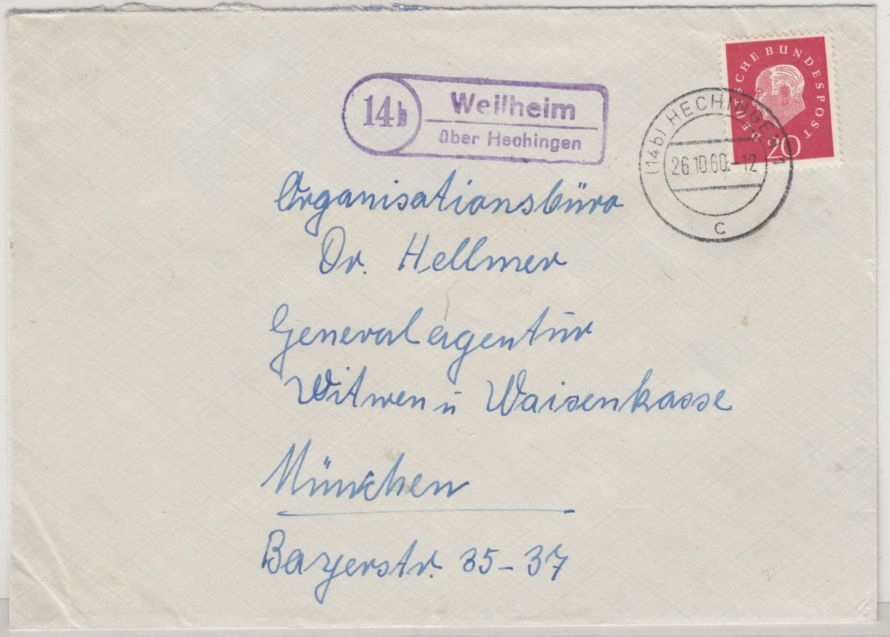 14b
Weilheim
über Hechingen
DEUTSCHE BUNDESPOST
20
(14b) HECHINGEN 1
26.10.60.-12
c
Organisationsbüro
Dr. Hellmer
Generalagentur
Witwen u Waisenkasse
München
Bayerstr. 35-37